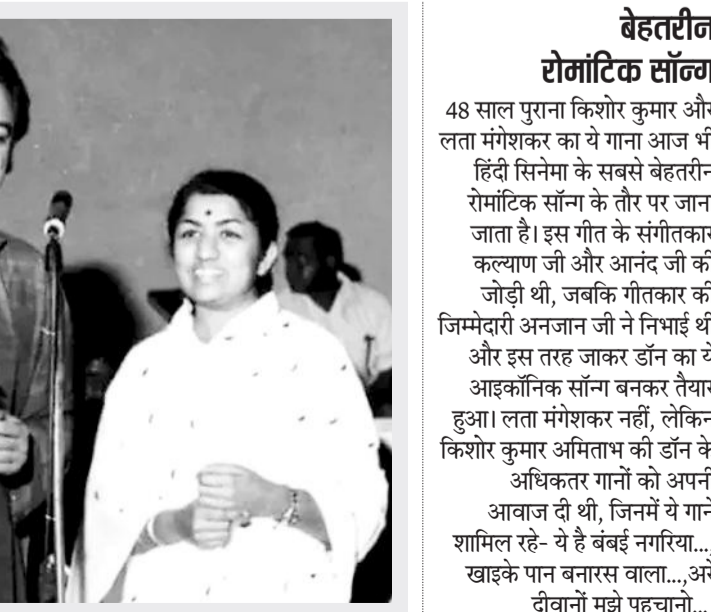 बेहतरीन
रोमांटिक सॉन्ग
48 साल पुराना किशोर कुमार और
लता मंगेशकर का ये गाना आज भी
हिंदी सिनेमा के सबसे बेहतरीन
रोमांटिक सॉन्ग के तौर पर जाना
जाता है। इस गीत के संगीतकार
कल्याण जी और आनंद जी की
जोड़ी थी, जबकि गीतकार की
जिम्मेदारी अनजान जी ने निभाई थी
और इस तरह जाकर डॉन का ये
आइकॉनिक सॉन्ग बनकर तैयार
हुआ। लता मंगेशकर नहीं, लेकिन
किशोर कुमार अमिताभ की डॉन के
अधिकतर गानों को अपनी
आवाज दी थी, जिनमें ये गाने
शामिल रहे- ये है बंबई नगरिया...,
खाइके पान बनारस वाला...,अरे
दीवानों मुझे पहचानो...